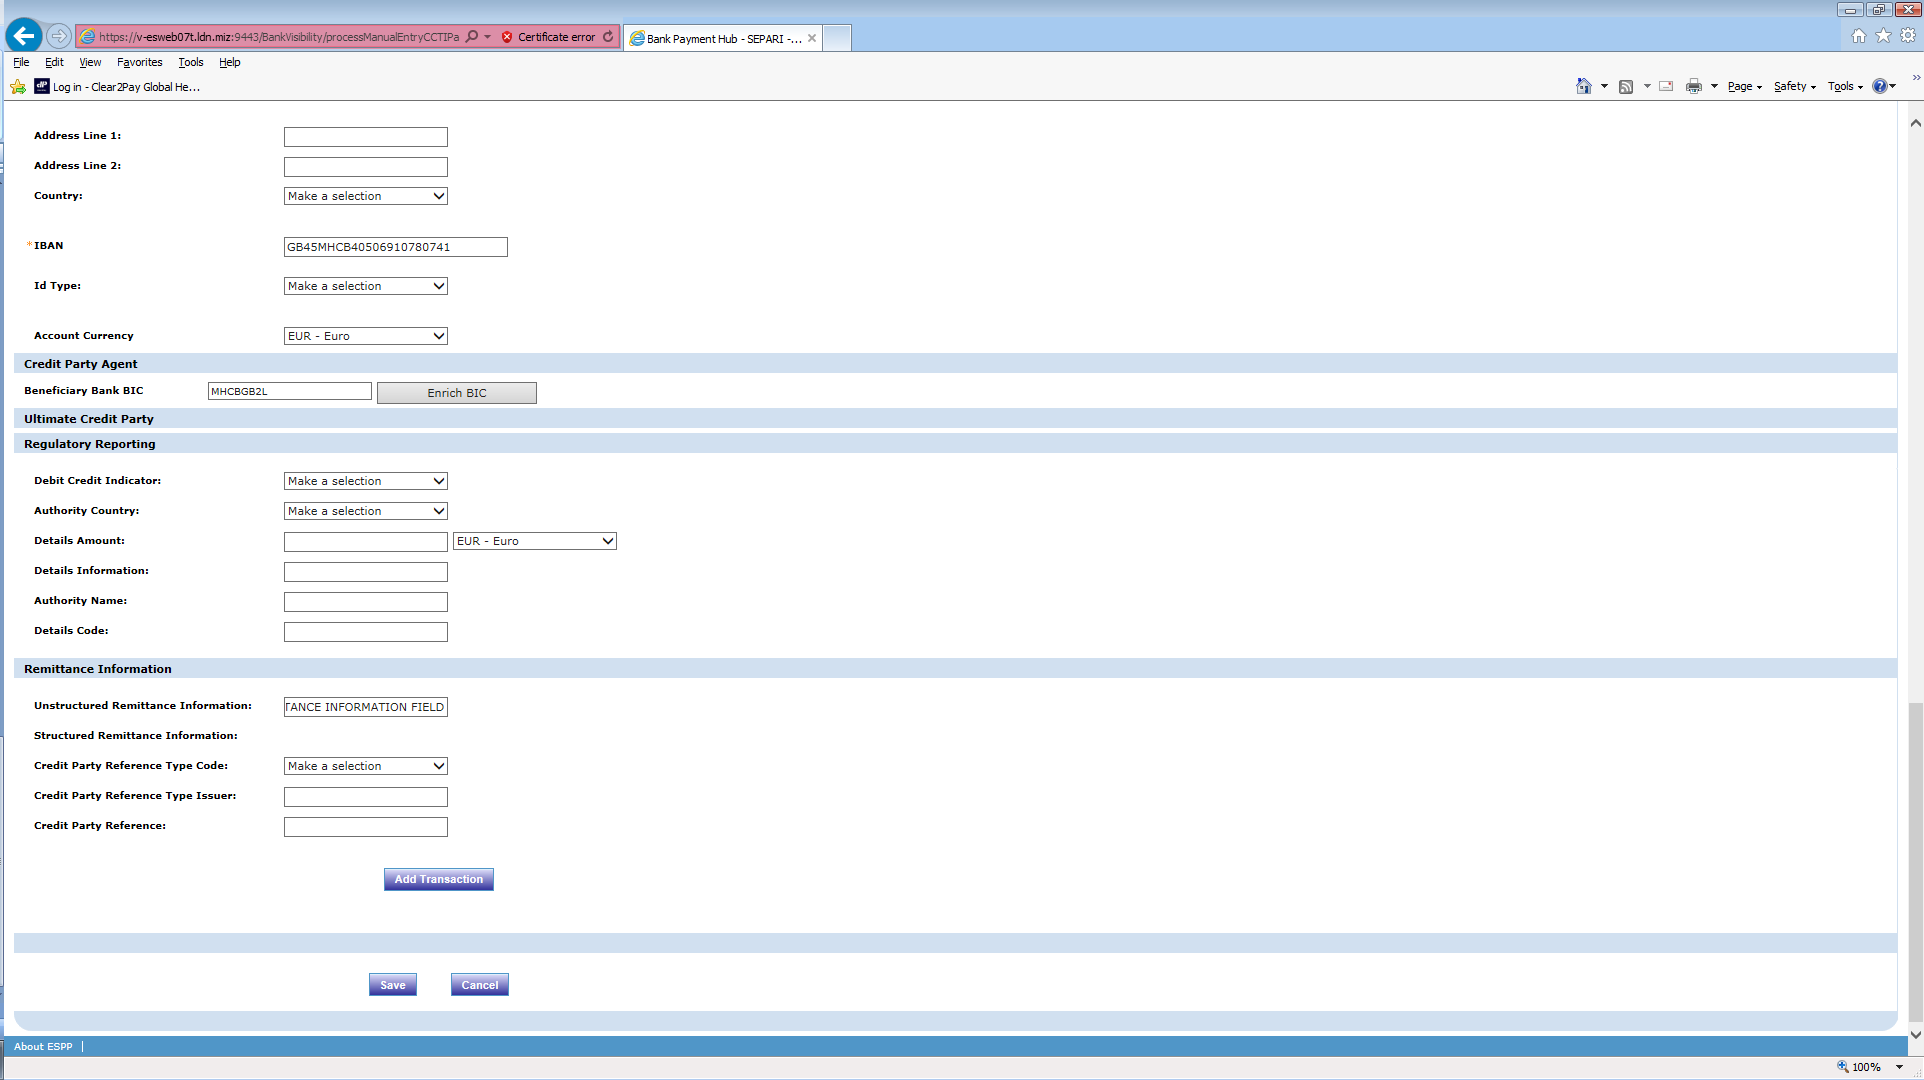 https://v-esweb07t.ldn.miz:9443/BankVisibility/processManualEntryCCTIPa
Certificate error
Bank Payment Hub - SEPARI -...
File Edit View Favorites Tools Help
Log in - Clear2Pay Global He...
Page Safety Tools
Address Line 1:
Address Line 2:
Country: Make a selection
*IBAN GB45MHCB40506910780741
Id Type: Make a selection
Account Currency EUR - Euro
Credit Party Agent
Beneficiary Bank BIC MHCBGB2L Enrich BIC
Ultimate Credit Party
Regulatory Reporting
Debit Credit Indicator: Make a selection
Authority Country: Make a selection
Details Amount: EUR - Euro
Details Information:
Authority Name:
Details Code:
Remittance Information
Unstructured Remittance Information: TANCE INFORMATION FIELD
Structured Remittance Information:
Credit Party Reference Type Code: Make a selection
Credit Party Reference Type Issuer:
Credit Party Reference:
Add Transaction
Save Cancel
About ESPP |
100%